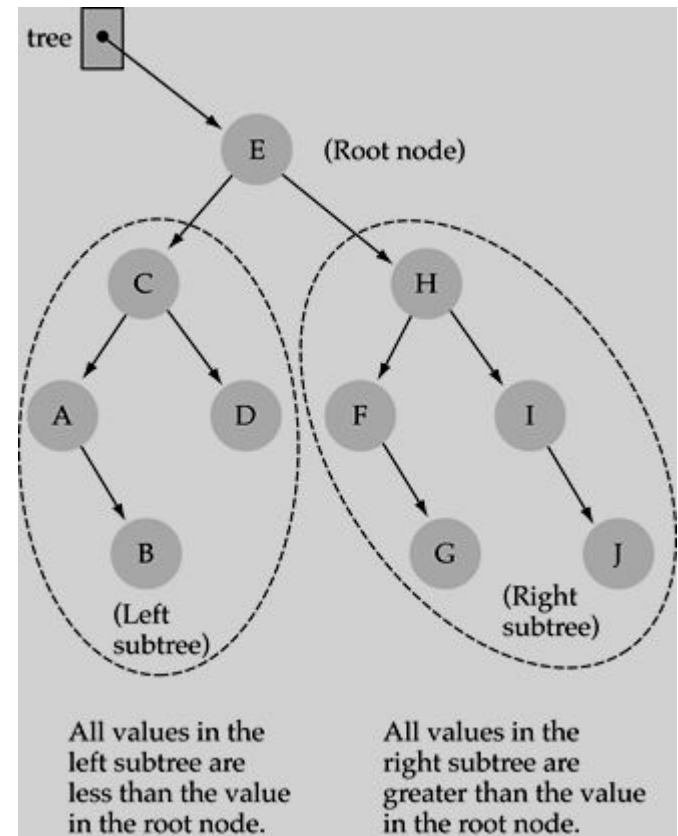 tree
E
(Root node)
C
H
A
D
F
I
B
G
J
(Left
subtree)
(Right
subtree)
All values in the
left subtree are
less than the value
in the root node.
All values in the
right subtree are
greater than the value
in the root node.